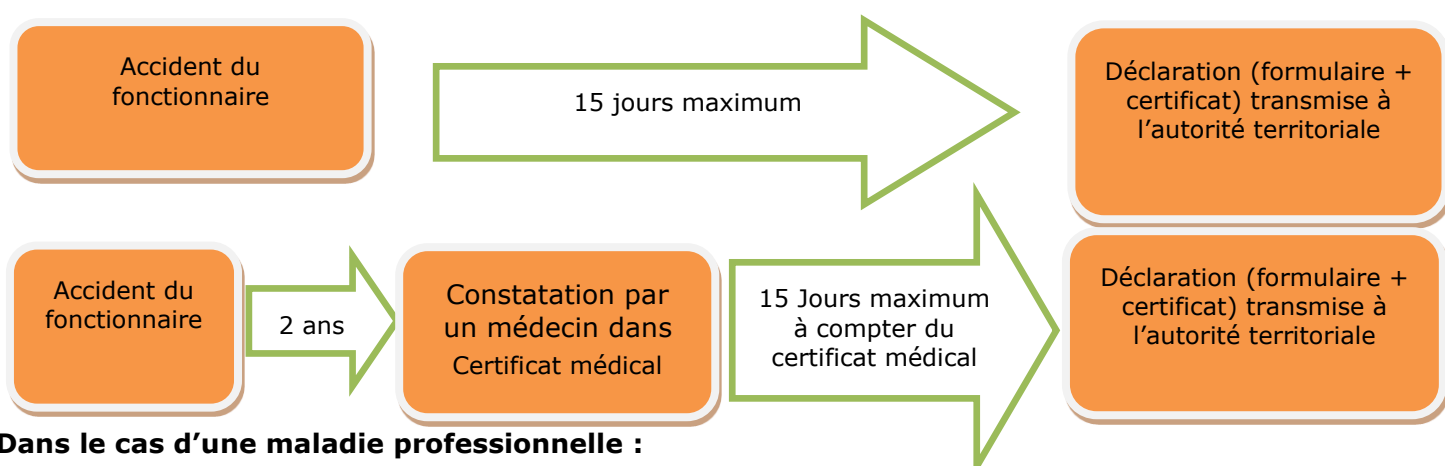 Accident du
fonctionnaire
15 jours maximum
Déclaration (formulaire +
certificat) transmise à
l’autorité territoriale
Accident du
fonctionnaire
2 ans
Constatation par
un médecin dans
Certificat médical
15 Jours maximum
à compter du
certificat médical
Déclaration (formulaire +
certificat) transmise à
l’autorité territoriale
Dans le cas d’une maladie professionnelle :